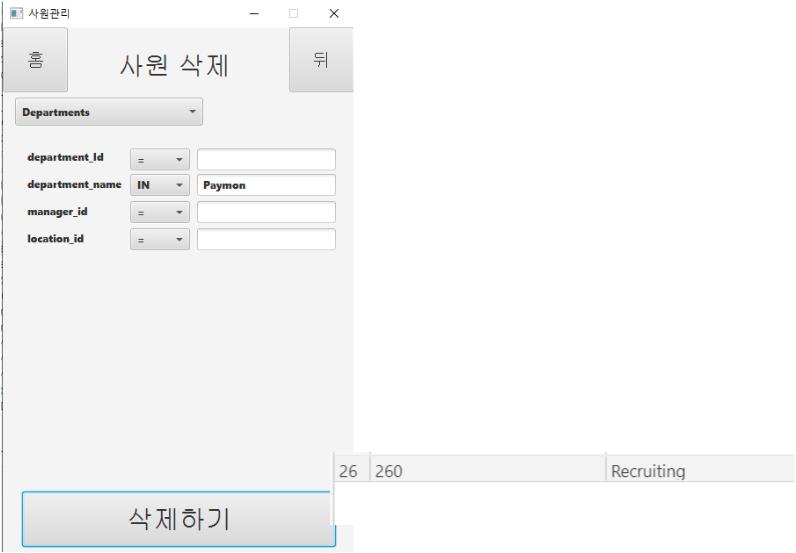 사원관리
홈 사원 삭제 뒤
Departments
department_Id =
department_name IN Paymon
manager_id =
location_id =
26 260 Recruiting
삭제하기